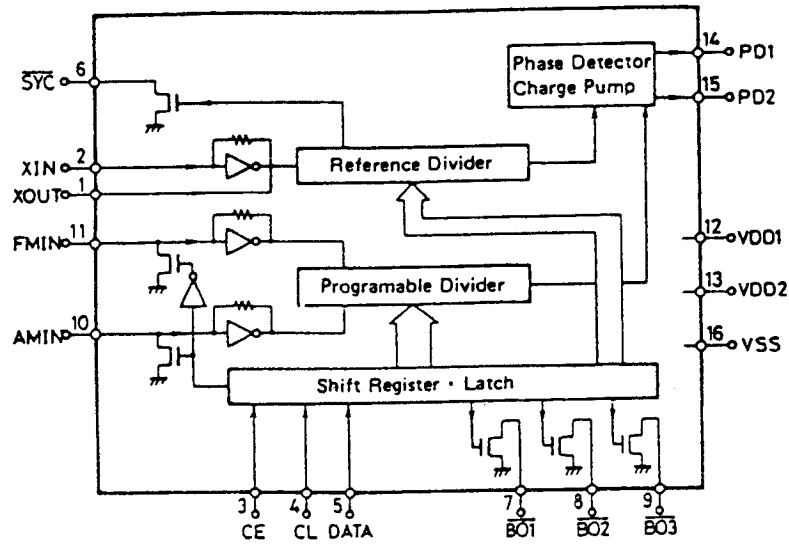 14
PD1
6
SYC
Phase Detector
Charge Pump
15
PD2
2
XIN
Reference Divider
XOUT
1
11
FMIN
12
VDD1
Programable Divider
13
VDD2
10
AMIN
16
VSS
Shift Register · Latch
3
4
5
7
8
9
CE
CL
DATA
BO1
BO2
BO3